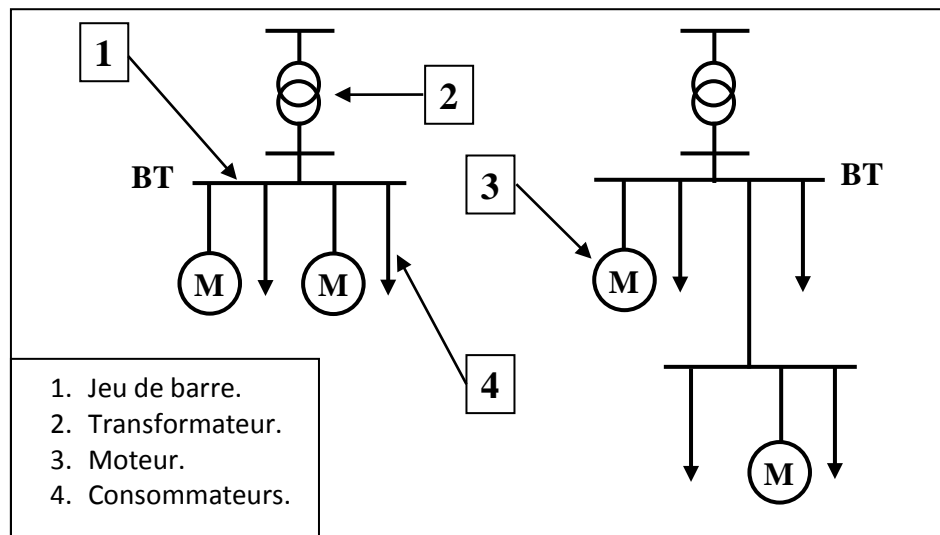 1
2
BT
3
BT
M
M
M
4
M
1. Jeu de barre.
2. Transformateur.
3. Moteur.
4. Consommateurs.